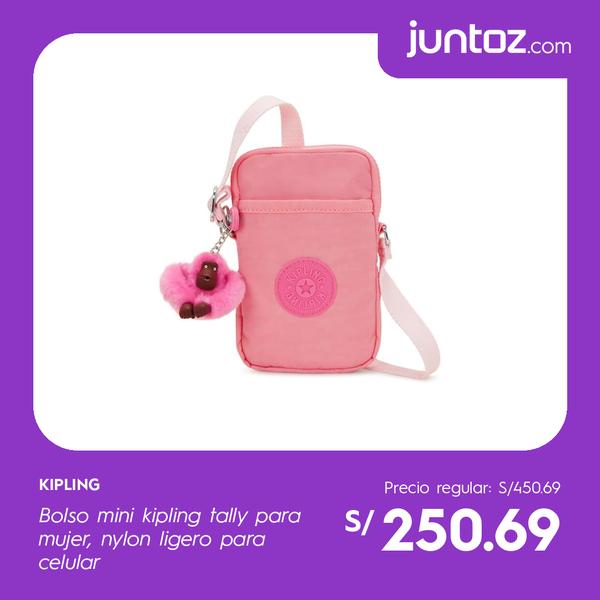 juntoz.com
KIPLING
KIPLING
KIPLING
Precio regular: S/450.69
Bolso mini kipling tally para
mujer, nylon ligero para
celular
S/ 250.69